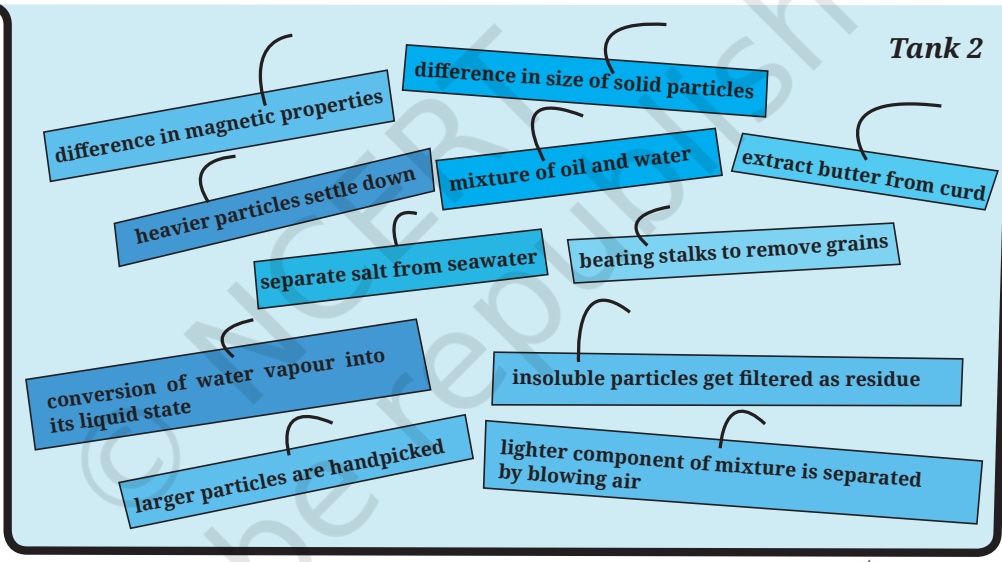 Tank 2
difference in size of solid particles
difference in magnetic properties
mixture of oil and water
extract butter from curd
heavier particles settle down
separate salt from seawater
beating stalks to remove grains
conversion of water vapour into
its liquid state
insoluble particles get filtered as residue
larger particles are handpicked
lighter component of mixture is separated
by blowing air
© NCERT
be republish